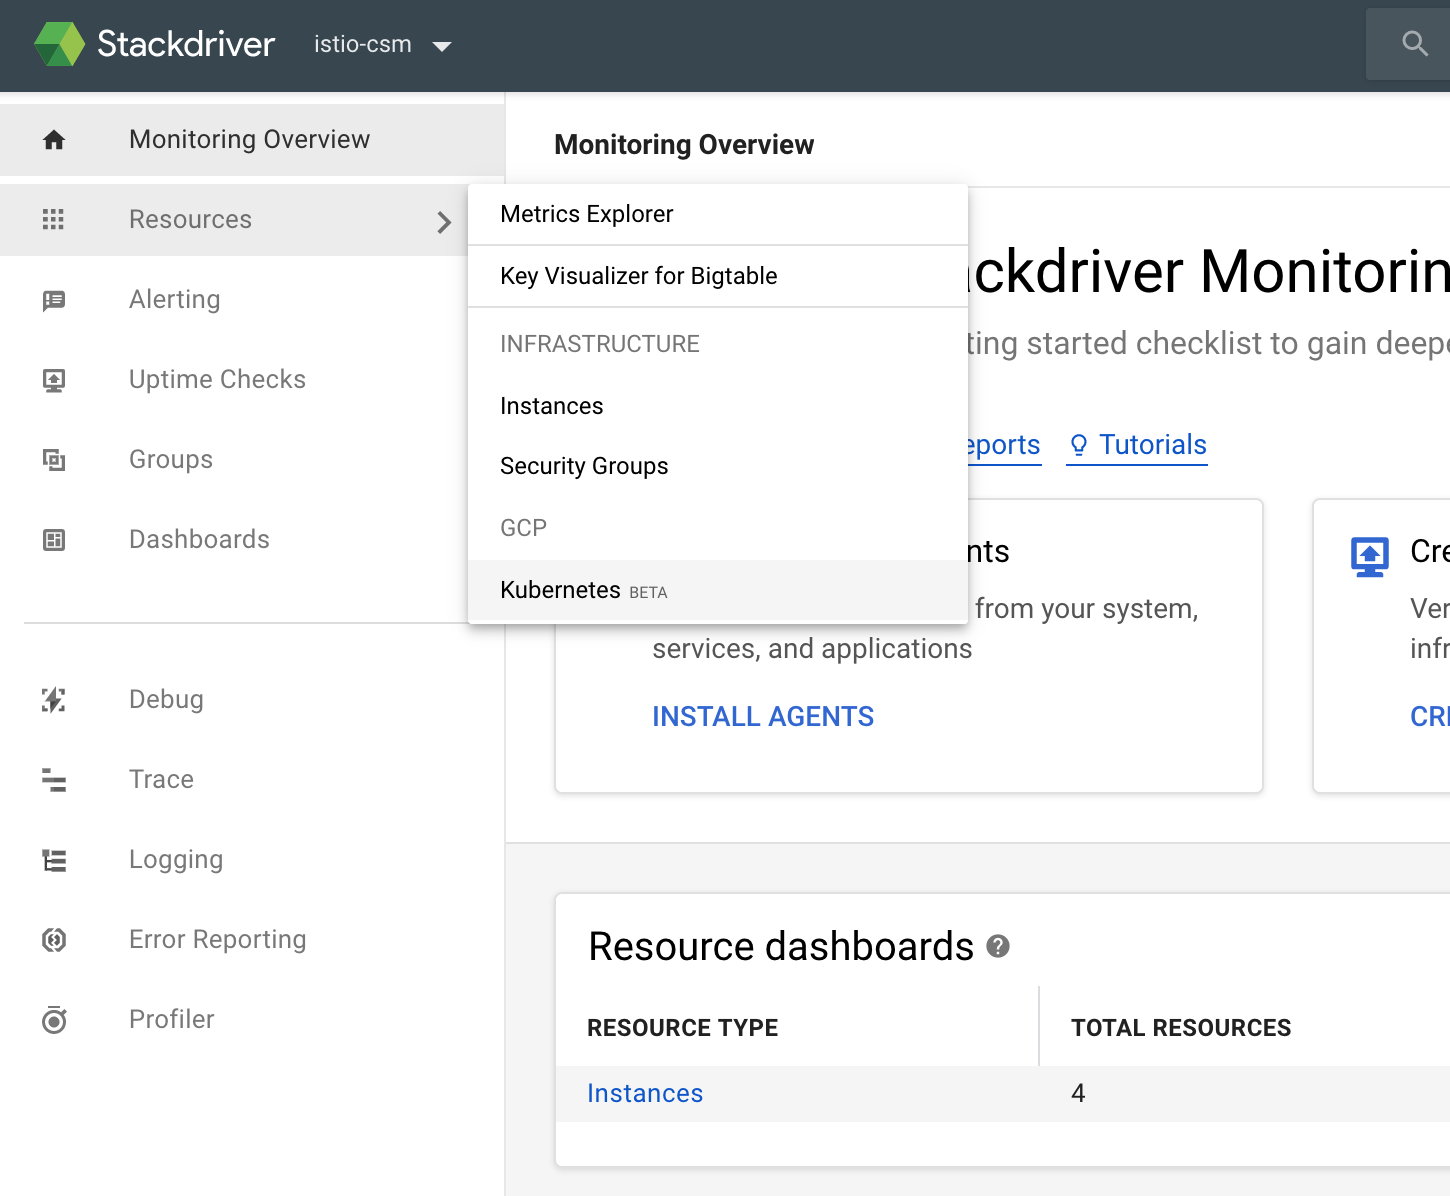 Stackdriver istio-csm
Monitoring Overview
Resources
Alerting
Uptime Checks
Groups
Dashboards
Debug
Trace
Logging
Error Reporting
Profiler
Monitoring Overview
Metrics Explorer
Key Visualizer for Bigtable
INFRASTRUCTURE
Instances
Security Groups
GCP
Kubernetes BETA
ckdriver Monitorin
ting started checklist to gain deepe
eports Tutorials
nts
from your system,
services, and applications
INSTALL AGENTS
Cre
Ver
infr
CRE
Resource dashboards
RESOURCE TYPE TOTAL RESOURCES
Instances 4